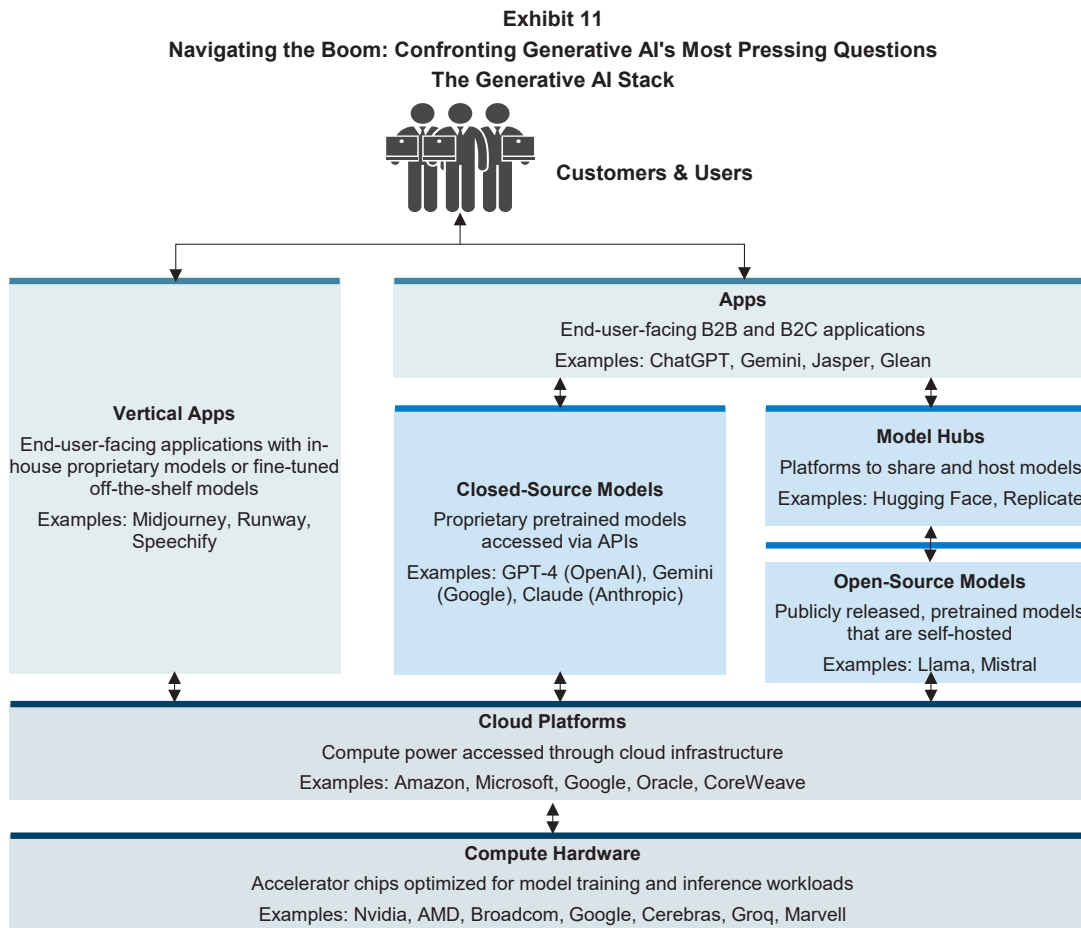 Exhibit 11
Navigating the Boom: Confronting Generative AI's Most Pressing Questions
The Generative AI Stack
Customers & Users
Vertical Apps
End-user-facing applications with in-
house proprietary models or fine-tuned
off-the-shelf models
Examples: Midjourney, Runway,
Speechify
Apps
End-user-facing B2B and B2C applications
Examples: ChatGPT, Gemini, Jasper, Glean
Closed-Source Models
Proprietary pretrained models
accessed via APIs
Examples: GPT-4 (OpenAI), Gemini
(Google), Claude (Anthropic)
Model Hubs
Platforms to share and host models
Examples: Hugging Face, Replicate
Open-Source Models
Publicly released, pretrained models
that are self-hosted
Examples: Llama, Mistral
Cloud Platforms
Compute power accessed through cloud infrastructure
Examples: Amazon, Microsoft, Google, Oracle, CoreWeave
Compute Hardware
Accelerator chips optimized for model training and inference workloads
Examples: Nvidia, AMD, Broadcom, Google, Cerebras, Groq, Marvell